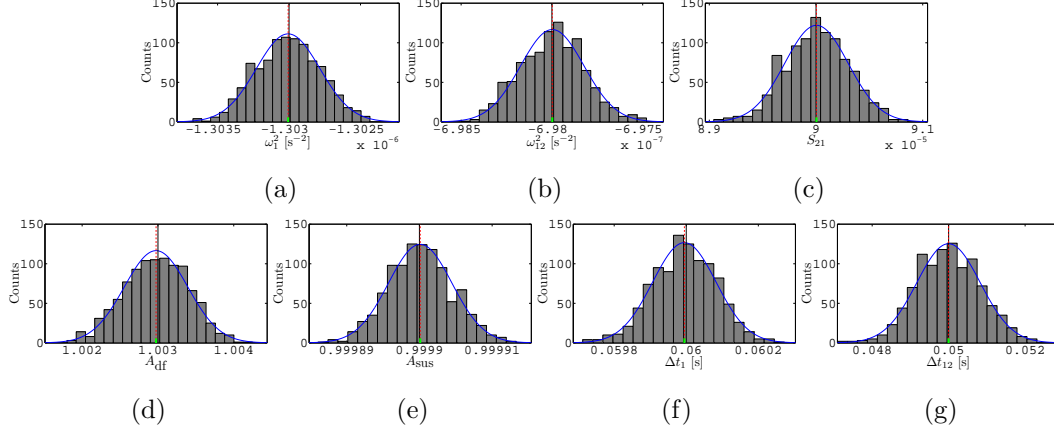 150
100
50
0
Counts
−1.3035 −1.303 −1.3025
ω₁² [s⁻²]
x 10⁻⁶
(a)
150
100
50
0
Counts
−6.985 −6.98 −6.975
ω₁₂² [s⁻²]
x 10⁻⁷
(b)
150
100
50
0
Counts
8.9 9 9.1
S₂₁
x 10⁻⁵
(c)
150
100
50
0
Counts
1.002 1.003 1.004
A_df
(d)
150
100
50
0
Counts
0.99989 0.9999 0.99991
A_sus
(e)
150
100
50
0
Counts
0.0598 0.06 0.0602
Δt₁ [s]
(f)
150
100
50
0
Counts
0.048 0.05 0.052
Δt₁₂ [s]
(g)